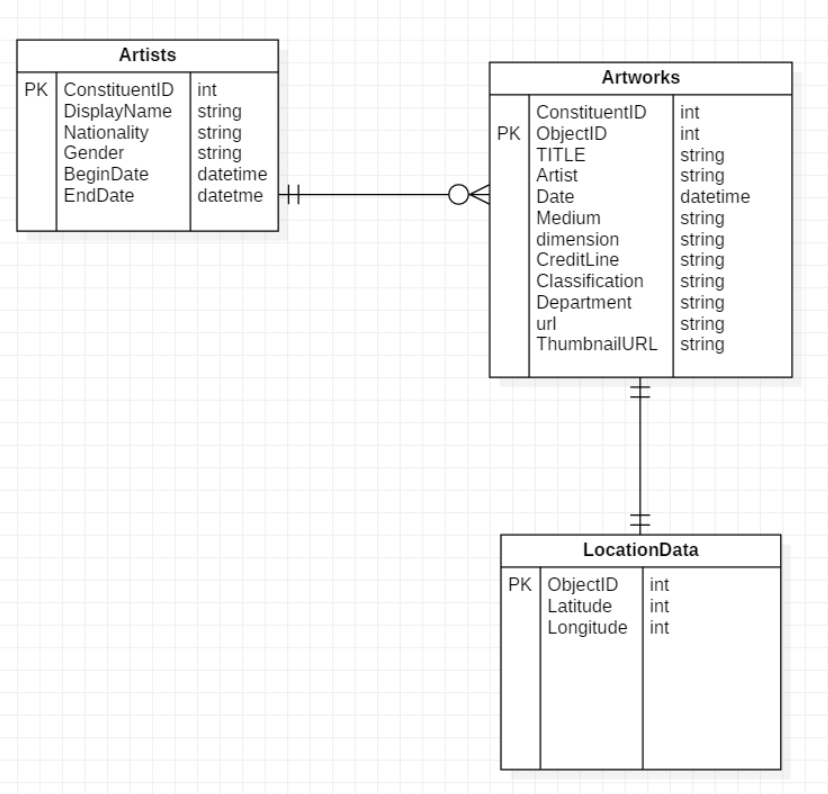 Artists
PK ConstituentID int
DisplayName string
Nationality string
Gender string
BeginDate datetime
EndDate datetme
Artworks
ConstituentID int
PK ObjectID int
TITLE string
Artist string
Date datetime
Medium string
dimension string
CreditLine string
Classification string
Department string
url string
ThumbnailURL string
LocationData
PK ObjectID int
Latitude int
Longitude int